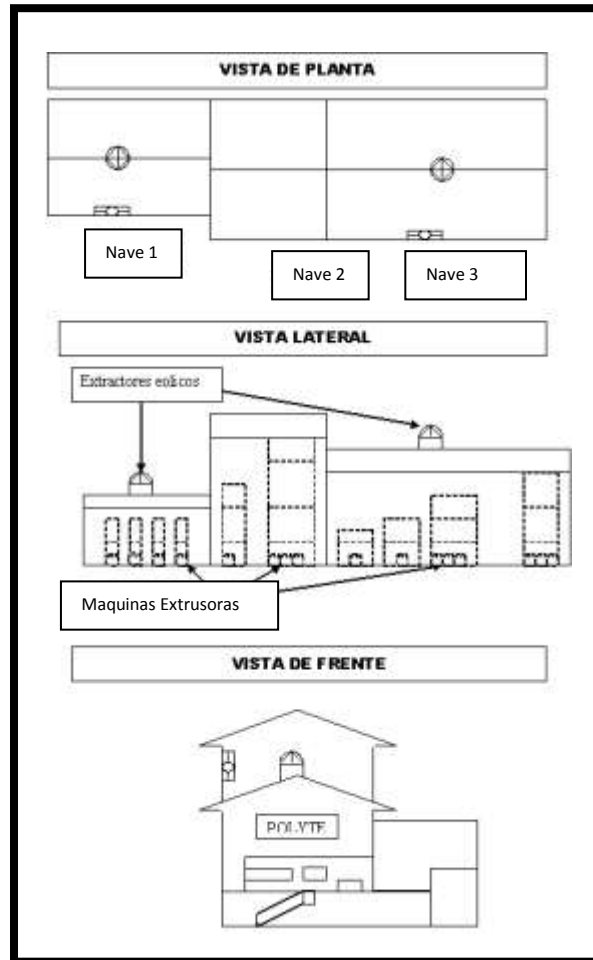 VISTA DE PLANTA
Nave 1
Nave 2
Nave 3
VISTA LATERAL
Extractores eolicos
Maquinas Extrusoras
VISTA DE FRENTE
POLYTE